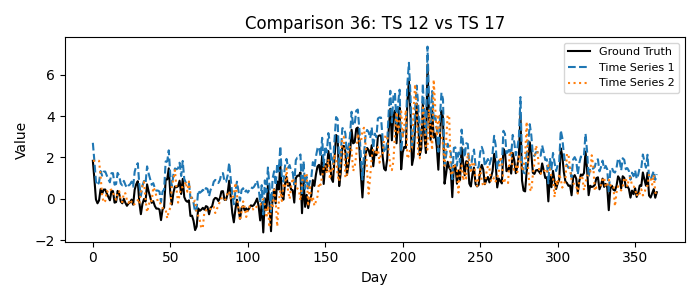 Comparison 36: TS 12 vs TS 17
Ground Truth
Time Series 1
Time Series 2
Value
6
4
2
0
−2
0
50
100
150
200
250
300
350
Day